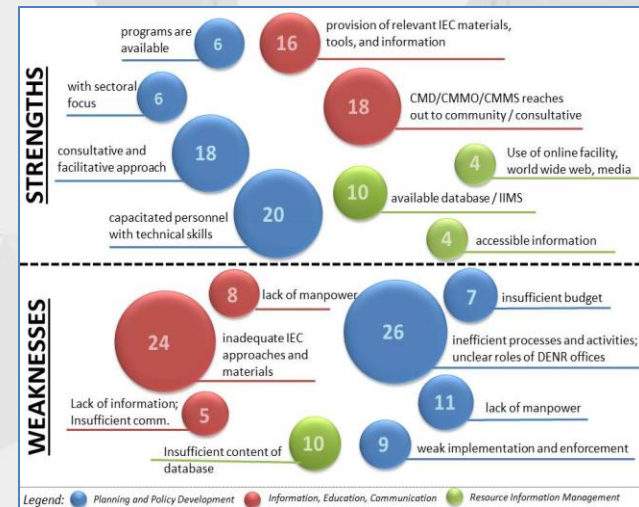 STRENGTHS
programs are
available
6
16
provision of relevant IEC materials,
tools, and information
with sectoral
focus
6
18
CMD/CMMO/CMMS reaches
out to community / consultative
consultative and
facilitative approach
18
4
Use of online facility,
world wide web, media
10
available database / IIMS
capacitated personnel
with technical skills
20
4
accessible information
WEAKNESSES
8
lack of manpower
7
insufficient budget
24
inadequate IEC
approaches and
materials
26
inefficient processes and activities;
unclear roles of DENR offices
Lack of information;
Insufficient comm.
5
11
lack of manpower
Insufficient content of
database
10
9
weak implementation and enforcement
Legend: Planning and Policy Development Information, Education, Communication Resource Information Management